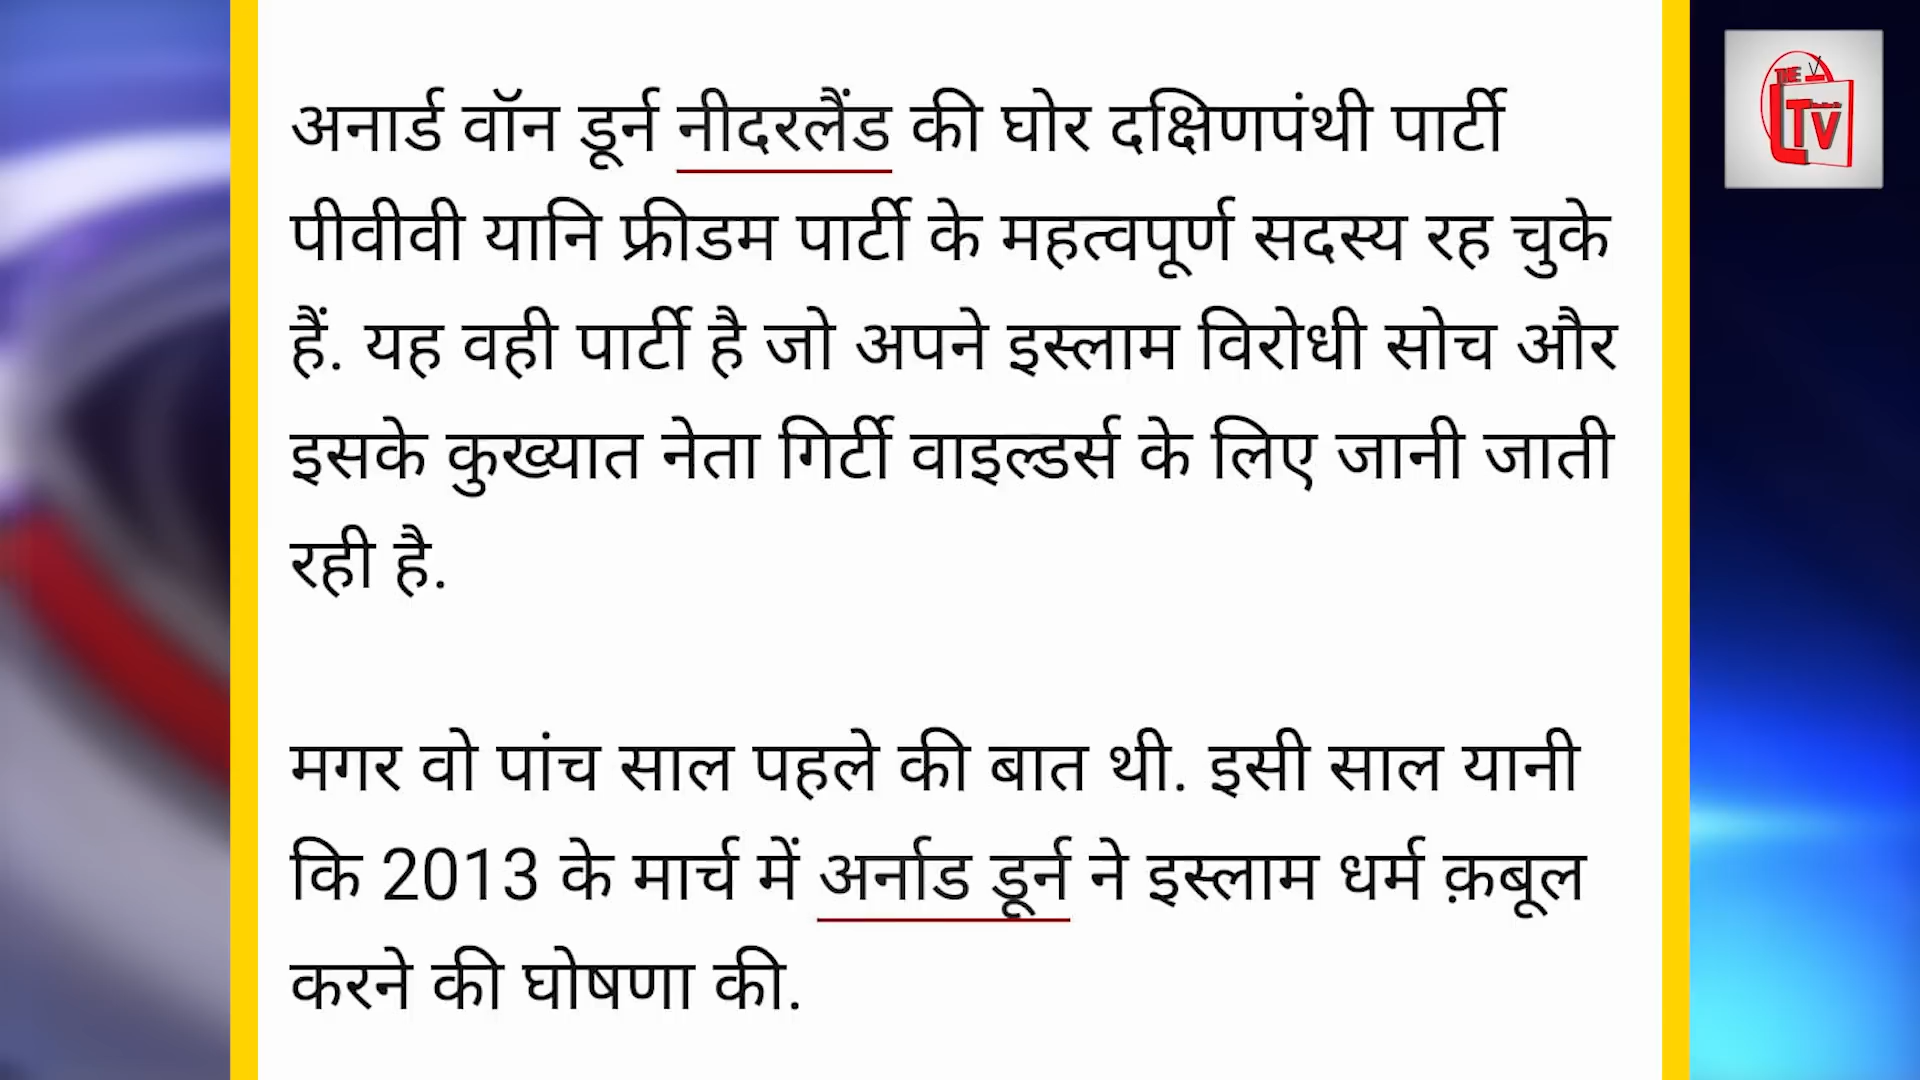 अनार्ड वॉन डूर्न नीदरलैंड की घोर दक्षिणपंथी पार्टी
पीवीवी यानि फ्रीडम पार्टी के महत्वपूर्ण सदस्य रह चुके
हैं. यह वही पार्टी है जो अपने इस्लाम विरोधी सोच और
इसके कुख्यात नेता गिर्टी वाइल्डर्स के लिए जानी जाती
रही है.
मगर वो पांच साल पहले की बात थी. इसी साल यानी
कि 2013 के मार्च में अर्नाड डूर्न ने इस्लाम धर्म क़बूल
करने की घोषणा की.
THE
TV